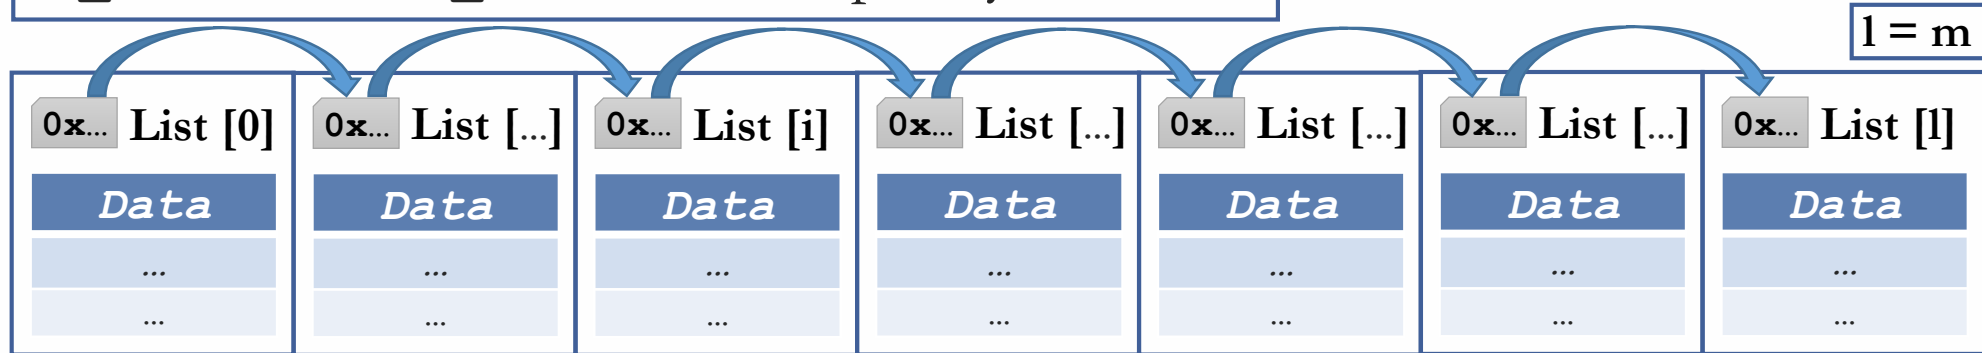 l = m
0x... List [0] 0x... List [...] 0x... List [i] 0x... List [...] 0x... List [...] 0x... List [...] 0x... List [l]
Data Data Data Data Data Data Data
... ... ... ... ... ... ...
... ... ... ... ... ... ...